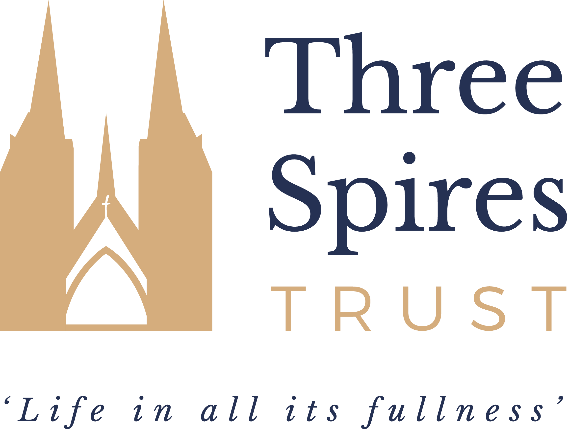 Three
Spires
TRUST
‘Life in all its fullness’